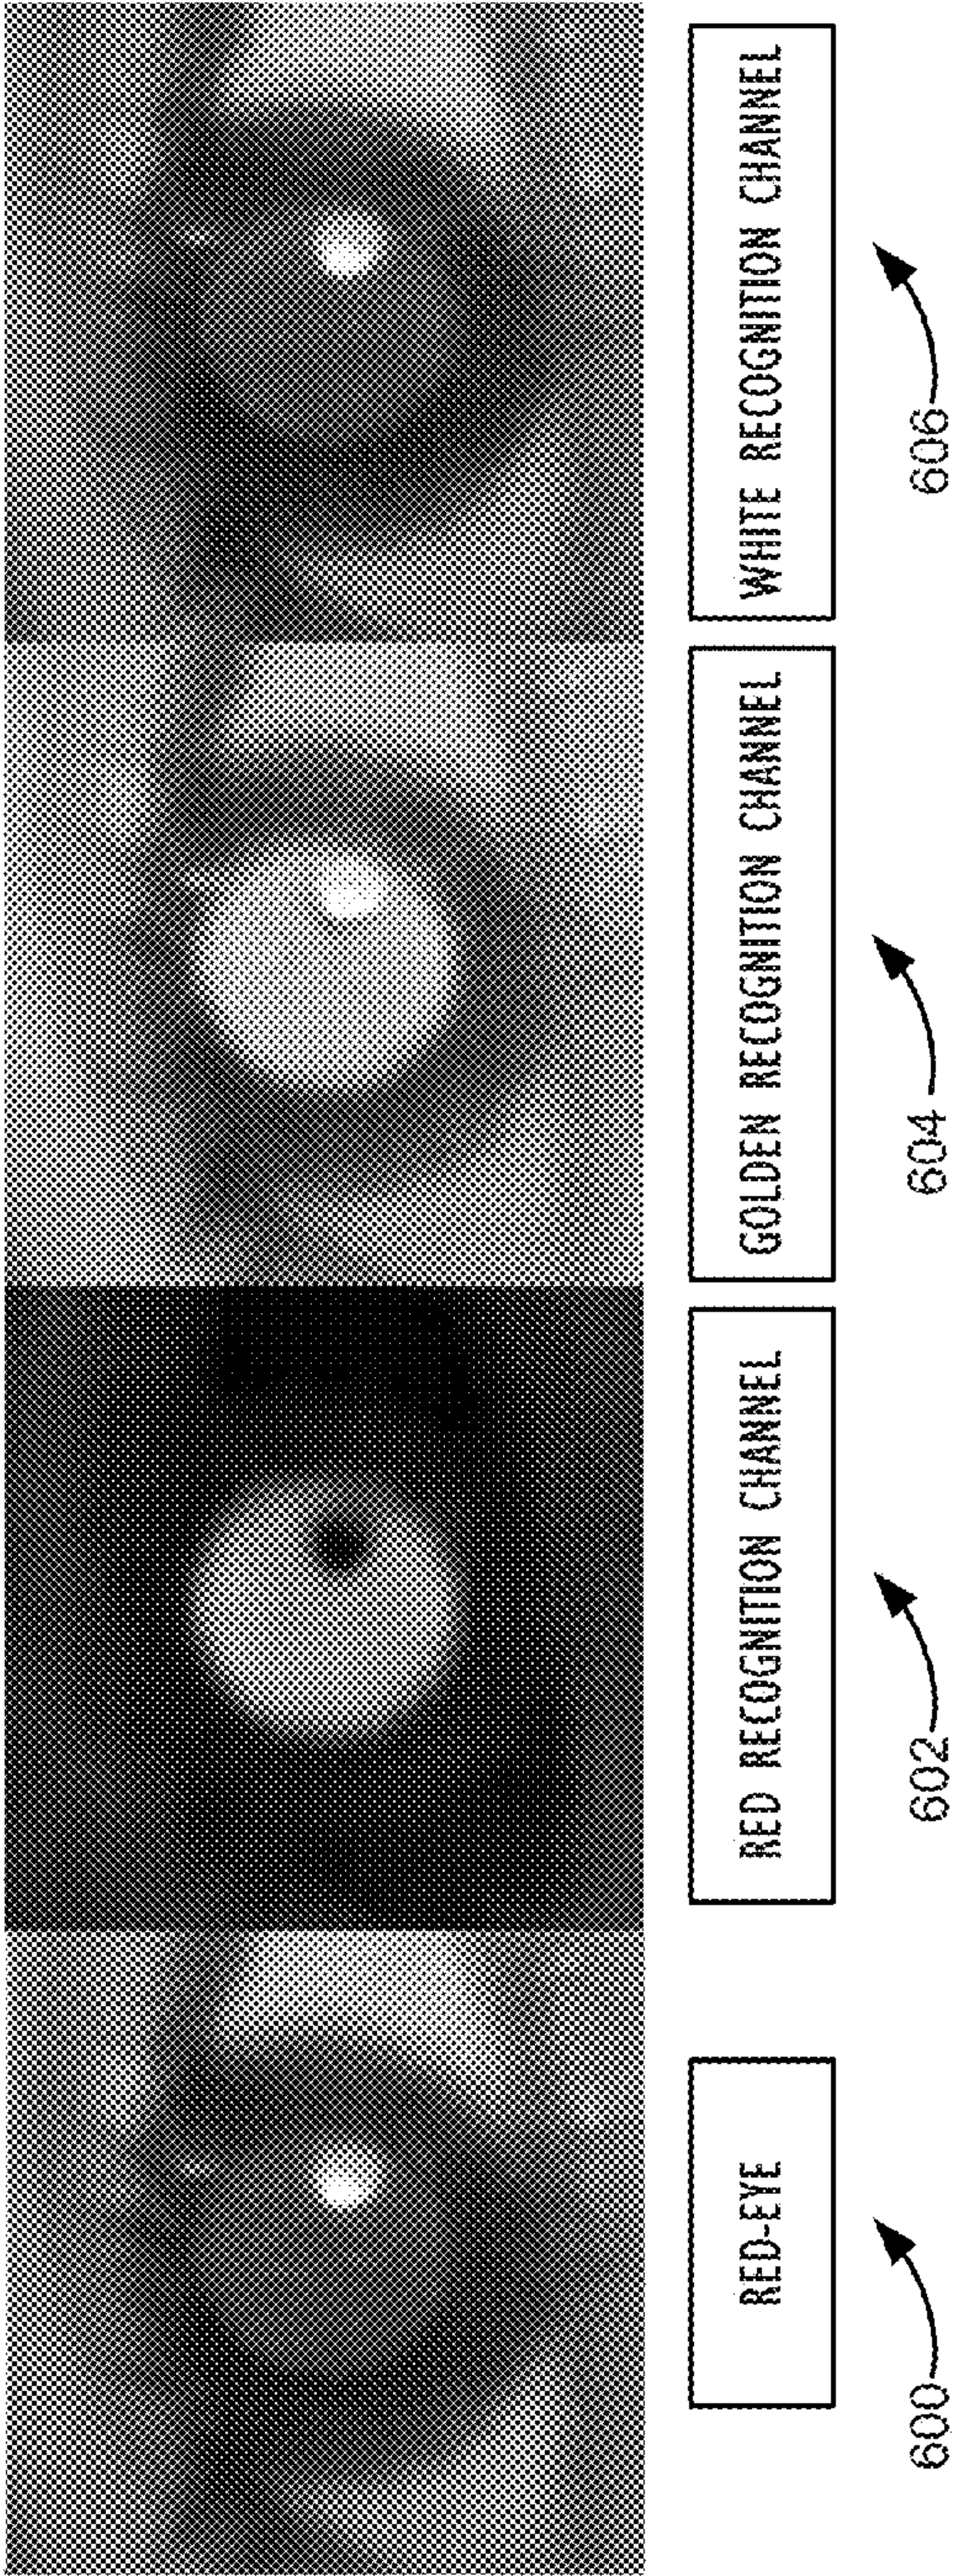 RED-EYE
RED RECOGNITION CHANNEL
GOLDEN RECOGNITION CHANNEL
WHITE RECOGNITION CHANNEL
600
602
604
606